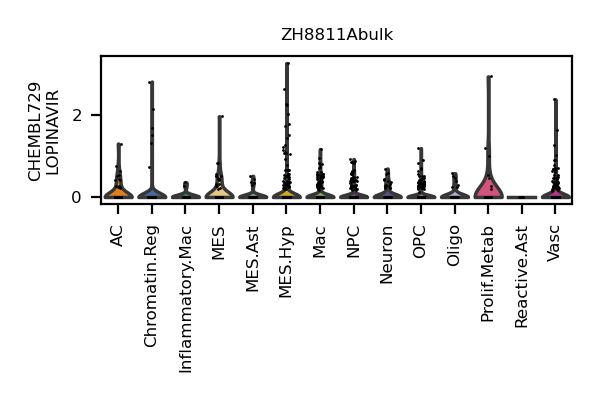 ZH8811Abulk
CHEMBL729
LOPINAVIR
2
0
AC
Chromatin.Reg
Inflammatory.Mac
MES
MES.Ast
MES.Hyp
Mac
NPC
Neuron
OPC
Oligo
Prolif.Metab
Reactive.Ast
Vasc